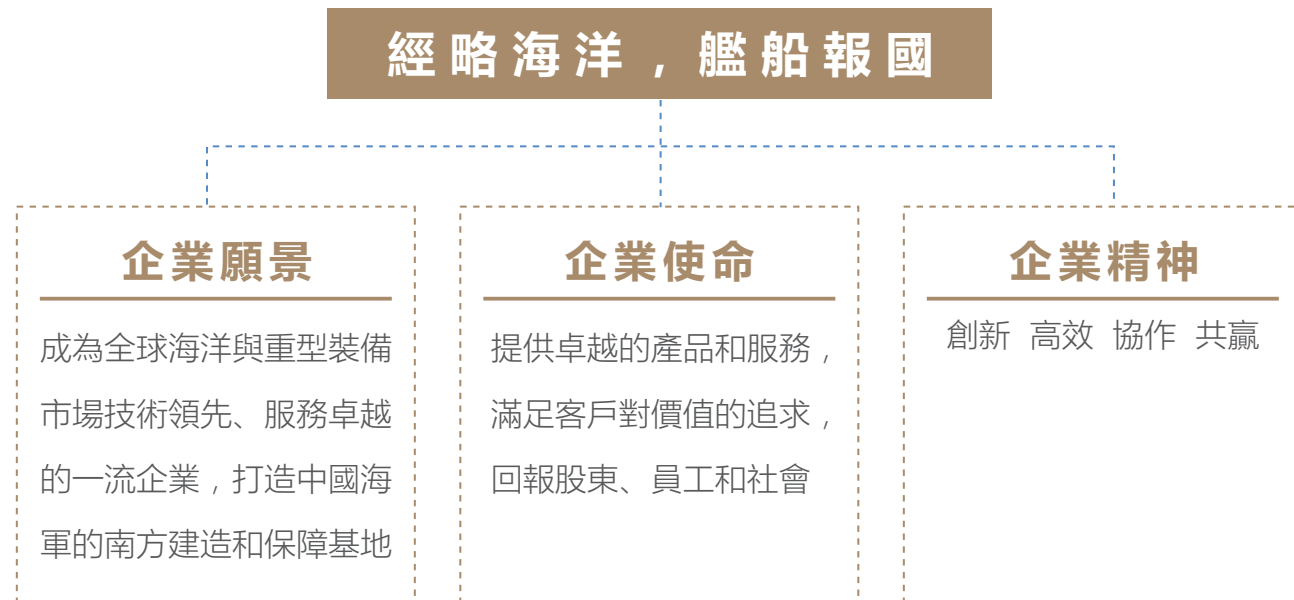 經略海洋，艦船報國
企業願景
成為全球海洋與重型裝備
市場技術領先、服務卓越
的一流企業，打造中國海
軍的南方建造和保障基地
企業使命
提供卓越的產品和服務，
滿足客戶對價值的追求，
回報股東、員工和社會
企業精神
創新 高效 協作 共贏